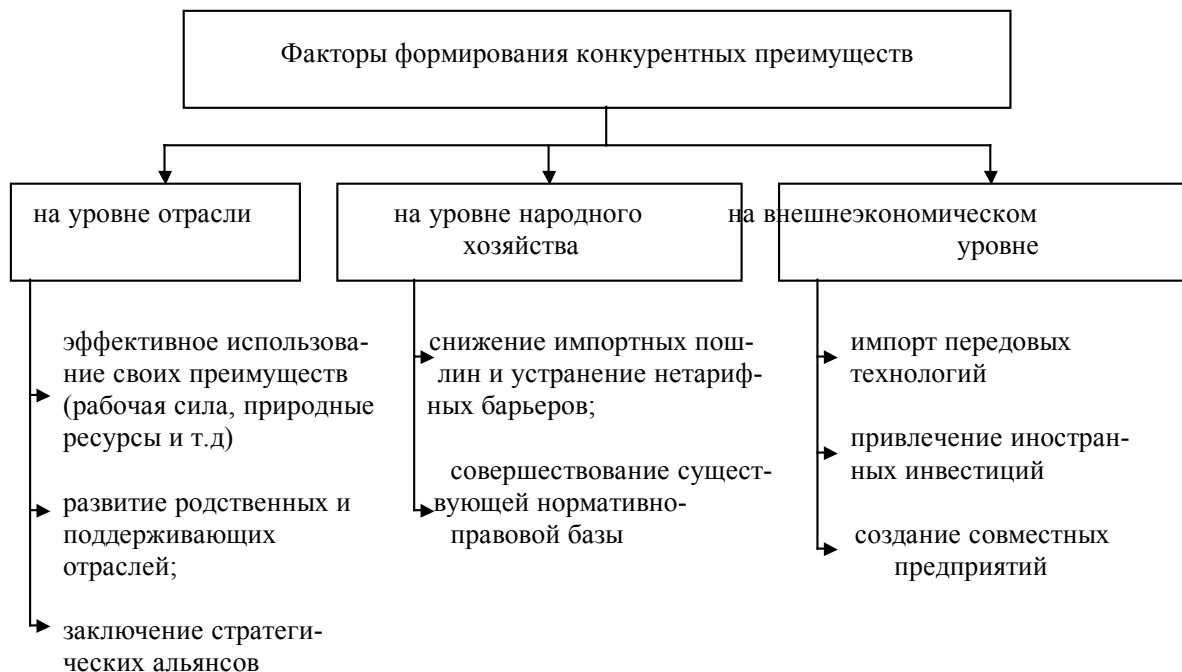 Факторы формирования конкурентных преимуществ
на уровне отрасли
на уровне народного
хозяйства
на внешнеэкономическом
уровне
эффективное использова-
ние своих преимуществ
(рабочая сила, природные
ресурсы и т.д)
развитие родственных и
поддерживающих
отраслей;
заключение стратеги-
ческих альянсов
снижение импортных пош-
лин и устранение нетариф-
ных барьеров;
совершествование сущест-
вующей нормативно-
правовой базы
импорт передовых
технологий
привлечение иностран-
ных инвестиций
создание совместных
предприятий